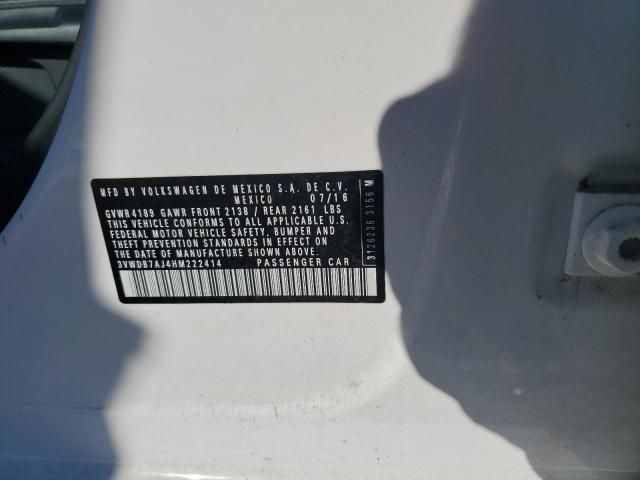 MFD BY VOLKSWAGEN DE MEXICO S.A. DE C.V.
MEXICO 07/16
GVWR 4189 GAWR FRONT 2138 / REAR 2161 LBS
THIS VEHICLE CONFORMS TO ALL APPLICABLE U.S.
FEDERAL MOTOR VEHICLE SAFETY, BUMPER AND
THEFT PREVENTION STANDARDS IN EFFECT ON THE
DATE OF MANUFACTURE SHOWN ABOVE.
3VWDB7AJ4HM222414 PASSENGER CAR
3126236 3156 M